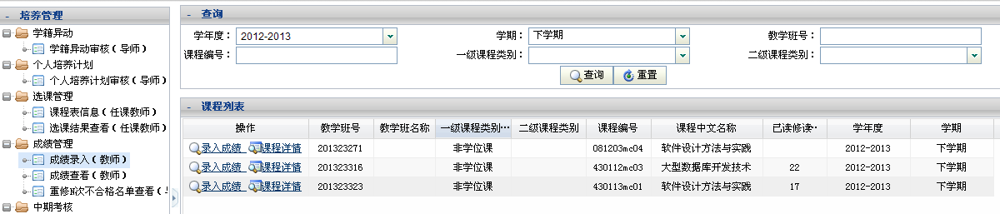 - 培养管理
学籍异动
学籍异动审核(导师)
个人培养计划
个人培养计划审核(导师)
选课管理
课程表信息(任课教师)
选课结果查看(任课教师)
成绩管理
成绩录入(教师)
成绩查看(教师)
重修N次不合格名单查看(
中期考核
- 查询
学年度: 2012-2013 学期: 下学期 教学班号:
课程编号: 一级课程类别: 二级课程类别:
查询 重置
- 课程列表
操作 教学班号 教学班名称 一级课程类别… 二级课程类别 课程编号 课程中文名称 已读修读… 学年度 学期
录入成绩 课程详情 201323271 非学位课 081203mc04 软件设计方法与实践 2012-2013 下学期
录入成绩 课程详情 201323316 非学位课 430112mc03 大型数据库开发技术 22 2012-2013 下学期
录入成绩 课程详情 201323323 非学位课 430113mc01 软件设计方法与实践 17 2012-2013 下学期